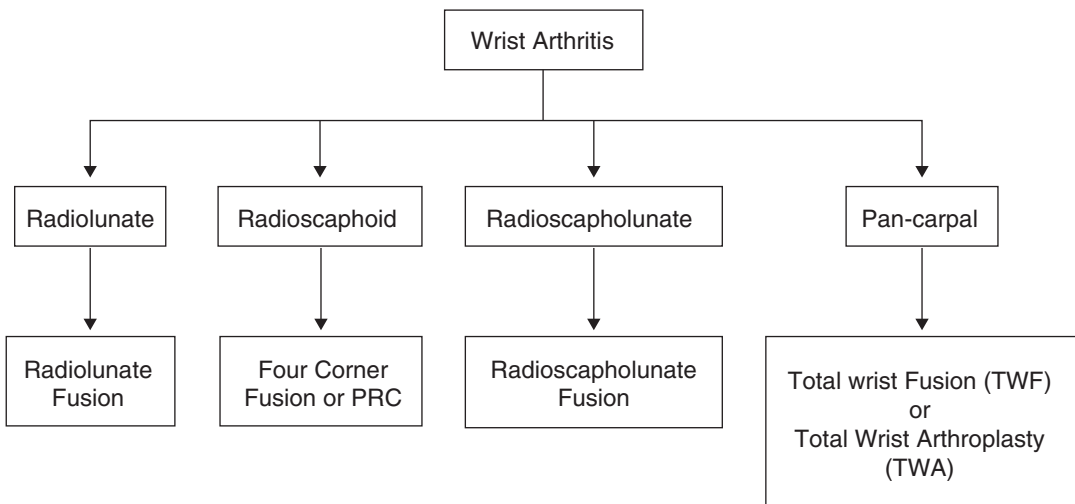 Wrist Arthritis
Radiolunate
Radioscaphoid
Radioscapholunate
Pan-carpal
Radiolunate
Fusion
Four Corner
Fusion or PRC
Radioscapholunate
Fusion
Total wrist Fusion (TWF)
or
Total Wrist Arthroplasty
(TWA)